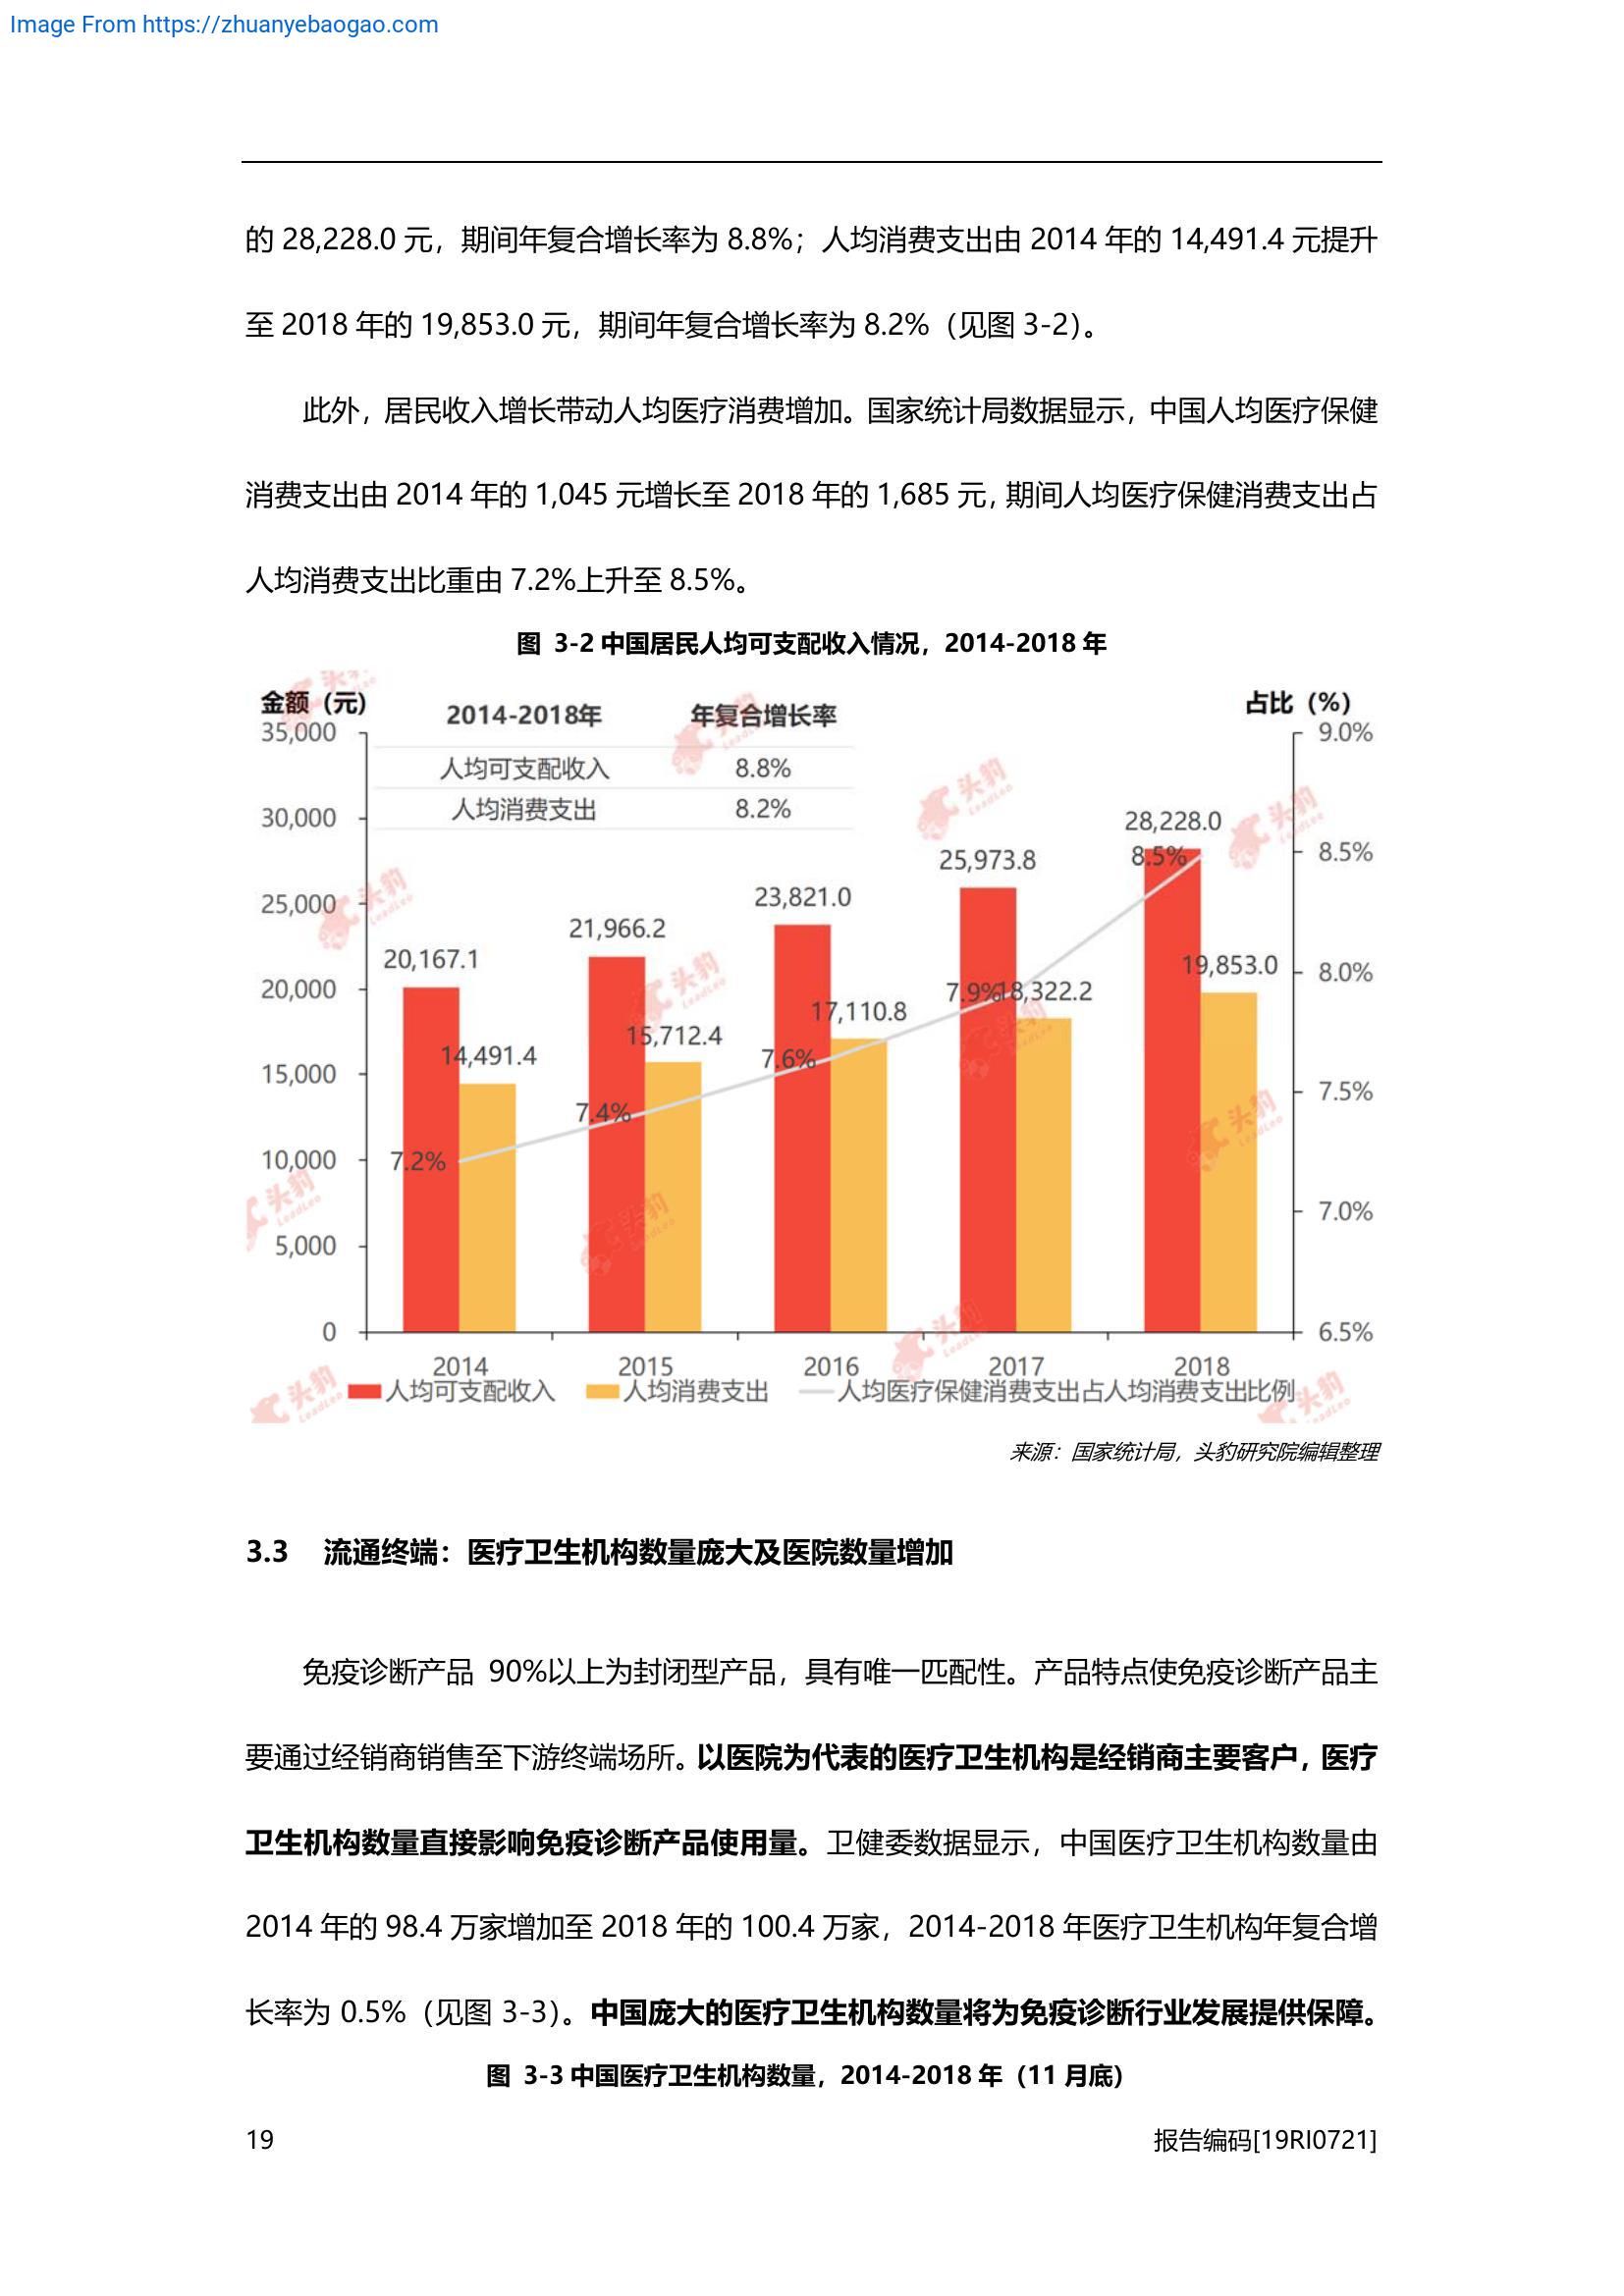 Image From https://zhuanyebaogao.com
的 28,228.0 元，期间年复合增长率为 8.8%；人均消费支出由 2014 年的 14,491.4 元提升
至 2018 年的 19,853.0 元，期间年复合增长率为 8.2%（见图 3-2）。
此外，居民收入增长带动人均医疗消费增加。国家统计局数据显示，中国人均医疗保健
消费支出由 2014 年的 1,045 元增长至 2018 年的 1,685 元，期间人均医疗保健消费支出占
人均消费支出比重由 7.2%上升至 8.5%。
图 3-2 中国居民人均可支配收入情况，2014-2018 年
金额（元）
占比（%）
2014-2018年 年复合增长率
人均可支配收入 8.8%
人均消费支出 8.2%
35,000
30,000
25,000
20,000
15,000
10,000
5,000
0
9.0%
8.5%
8.0%
7.5%
7.0%
6.5%
20,167.1
14,491.4
7.2%
21,966.2
15,712.4
7.4%
23,821.0
17,110.8
7.6%
25,973.8
18,322.2
7.9%
28,228.0
19,853.0
8.5%
2014 2015 2016 2017 2018
人均可支配收入 人均消费支出 人均医疗保健消费支出占人均消费支出比例
头豹
LeadLeo
来源：国家统计局，头豹研究院编辑整理
3.3 流通终端：医疗卫生机构数量庞大及医院数量增加
免疫诊断产品 90%以上为封闭型产品，具有唯一匹配性。产品特点使免疫诊断产品主
要通过经销商销售至下游终端场所。以医院为代表的医疗卫生机构是经销商主要客户，医疗
卫生机构数量直接影响免疫诊断产品使用量。卫健委数据显示，中国医疗卫生机构数量由
2014 年的 98.4 万家增加至 2018 年的 100.4 万家，2014-2018 年医疗卫生机构年复合增
长率为 0.5%（见图 3-3）。中国庞大的医疗卫生机构数量将为免疫诊断行业发展提供保障。
图 3-3 中国医疗卫生机构数量，2014-2018 年（11 月底）
19
报告编码[19RI0721]